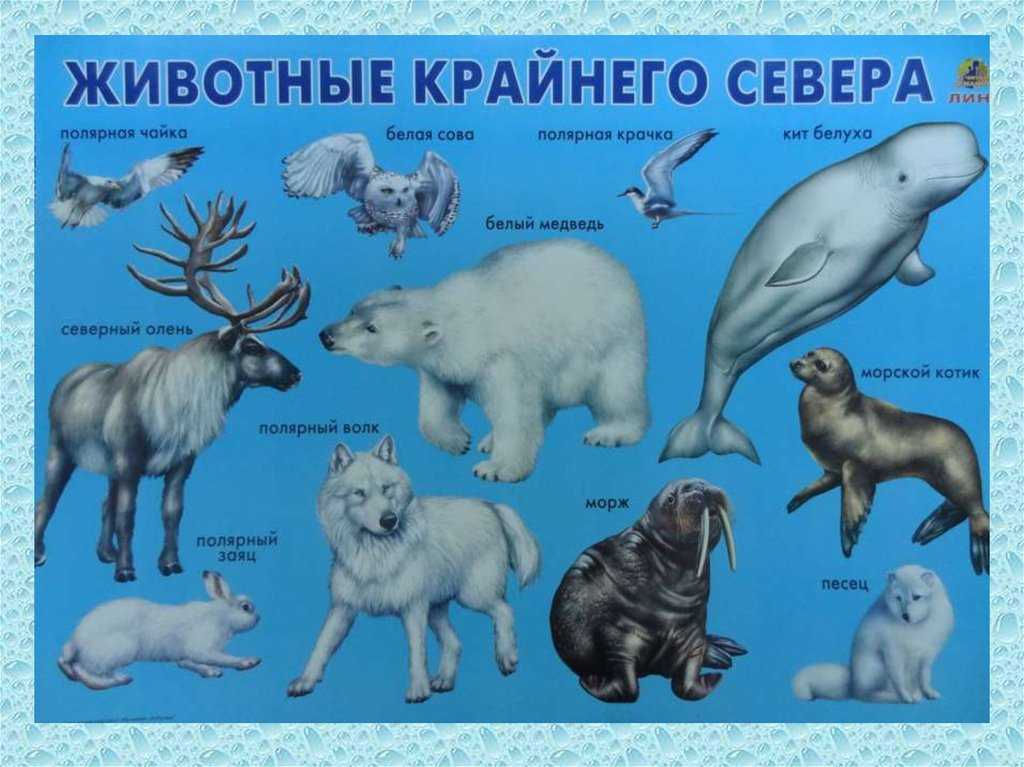 ЖИВОТНЫЕ КРАЙНЕГО СЕВЕРА
ЛИН
полярная чайка
белая сова
полярная крачка
кит белуха
белый медведь
северный олень
морской котик
полярный волк
морж
полярный
заяц
песец